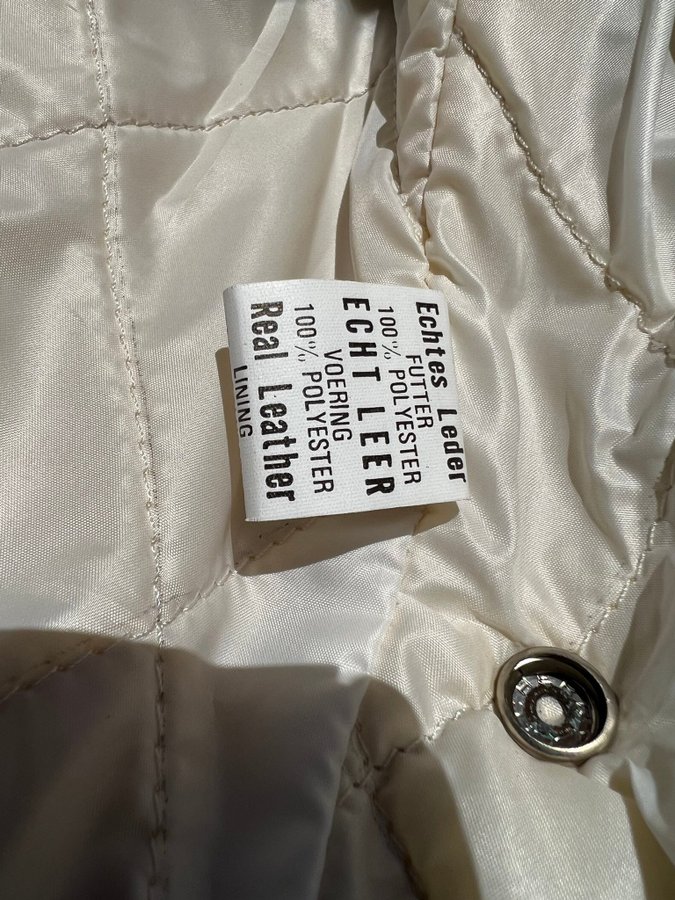 Echtes Leder
FUTTER
100% POLYESTER
ECHT LEER
VOERING
100% POLYESTER
Real Leather
LINING